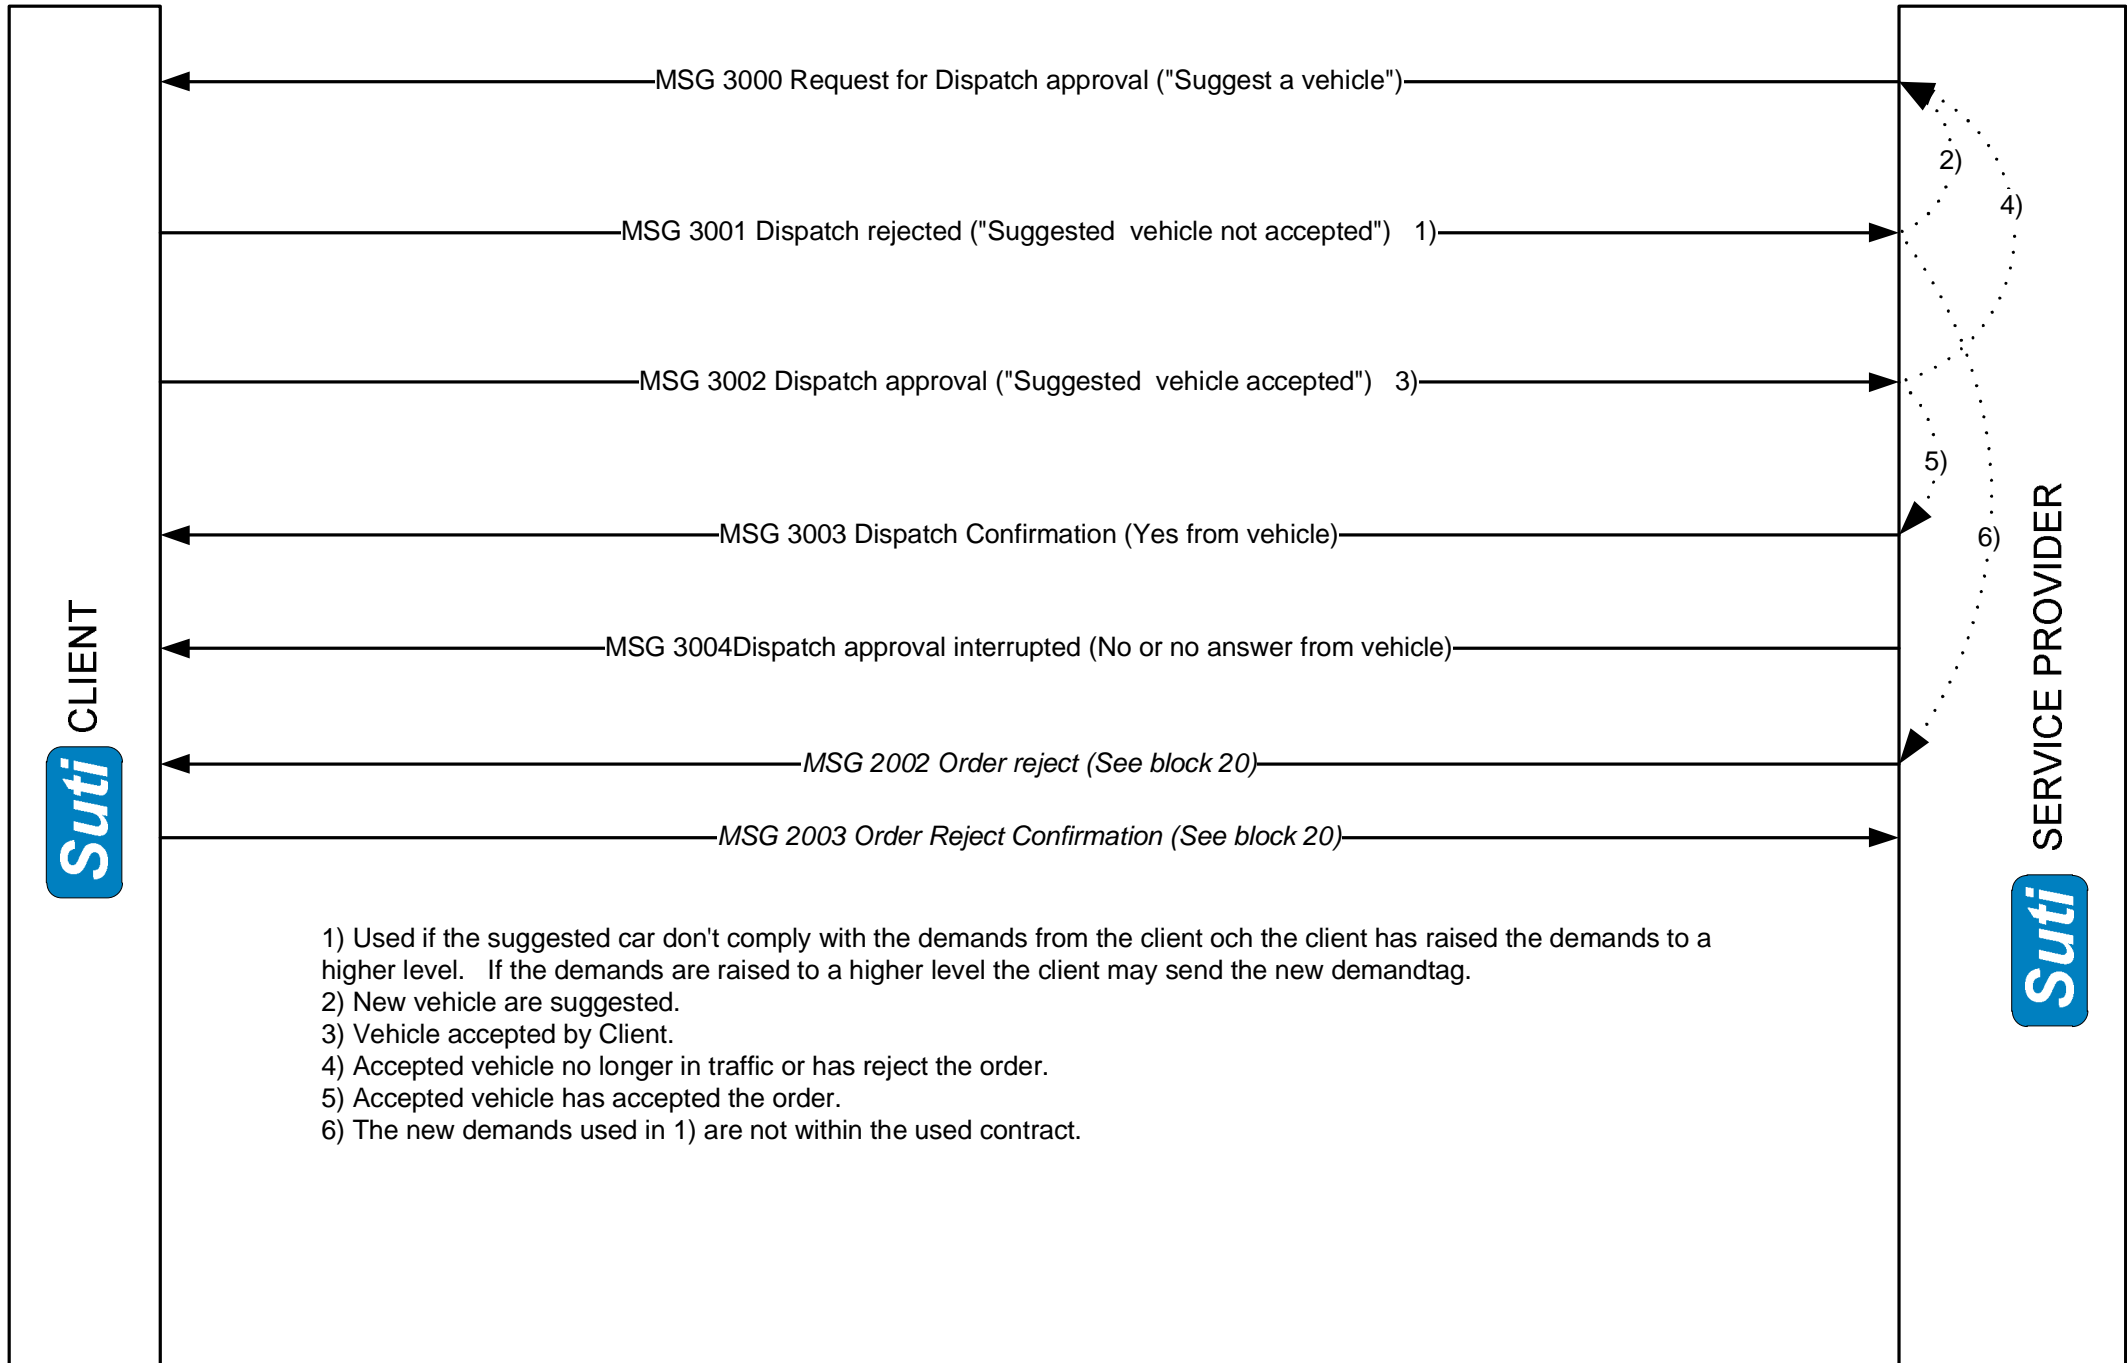 MSG 3000 Request for Dispatch approval ("Suggest a vehicle")
2)
4)
MSG 3001 Dispatch rejected ("Suggested  vehicle not accepted")   1)
MSG 3002 Dispatch approval ("Suggested  vehicle accepted")   3)
5)
MSG 3003 Dispatch Confirmation (Yes from vehicle)
6)
MSG 3004Dispatch approval interrupted (No or no answer from vehicle)
MSG 2002 Order reject (See block 20)
MSG 2003 Order Reject Confirmation (See block 20)
CLIENT
Suti
SERVICE PROVIDER
Suti
1) Used if the suggested car don't comply with the demands from the client och the client has raised the demands to a
higher level.   If the demands are raised to a higher level the client may send the new demandtag.
2) New vehicle are suggested.
3) Vehicle accepted by Client.
4) Accepted vehicle no longer in traffic or has reject the order.
5) Accepted vehicle has accepted the order.
6) The new demands used in 1) are not within the used contract.